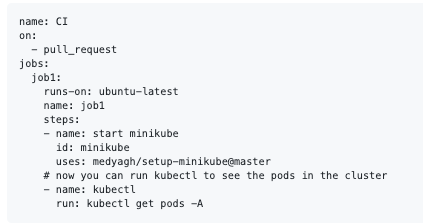 name: CI
on:
  - pull_request
jobs:
  job1:
    runs-on: ubuntu-latest
    name: job1
    steps:
    - name: start minikube
      id: minikube
      uses: medyagh/setup-minikube@master
    # now you can run kubectl to see the pods in the cluster
    - name: kubectl
      run: kubectl get pods -A